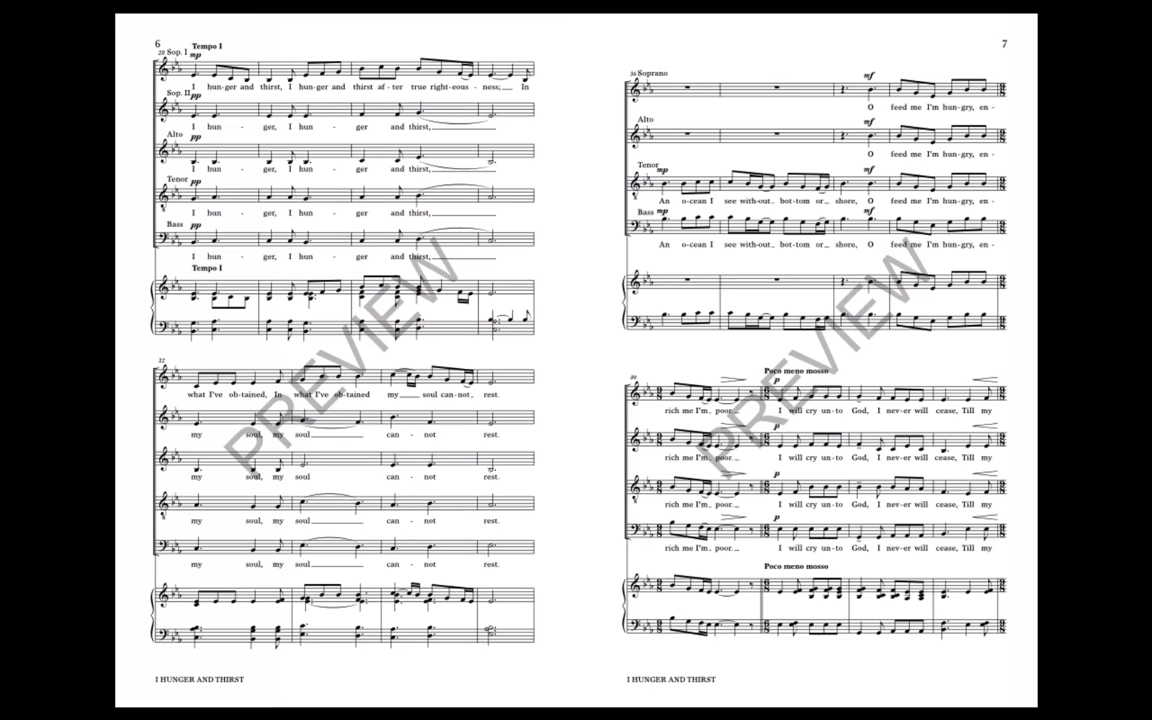 6
28 Sop. I
Tempo I
mp
I hun-ger and thirst, I hun-ger and thirst af-ter true right-eous-ness; In
Sop. II pp
I hun - ger, I hun - ger and thirst,
Alto pp
I hun - ger, I hun - ger and thirst,
Tenor pp
I hun - ger, I hun - ger and thirst,
Bass pp
I hun - ger, I hun - ger and thirst,
Tempo I
32
what I've ob-tained, In what I've ob-tained my soul can-not rest.
my soul, my soul can - not rest.
my soul, my soul can - not rest.
my soul, my soul can - not rest.
my soul, my soul can - not rest.
PREVIEW
I HUNGER AND THIRST
7
36 Soprano
mf
O feed me I'm hun-gry, en -
Alto
mf
O feed me I'm hun-gry, en -
Tenor
mp mf
An o-cean I see with-out bot-tom or shore, O feed me I'm hun-gry, en -
Bass mp mf
An o-cean I see with-out bot-tom or shore, O feed me I'm hun-gry, en -
Poco meno mosso
p
rich me I'm poor. I will cry un-to God, I nev-er will cease, Till my
p
rich me I'm poor. I will cry un-to God, I nev-er will cease, Till my
p
rich me I'm poor. I will cry un-to God, I nev-er will cease, Till my
p
rich me I'm poor. I will cry un-to God, I nev-er will cease, Till my
Poco meno mosso
PREVIEW
I HUNGER AND THIRST